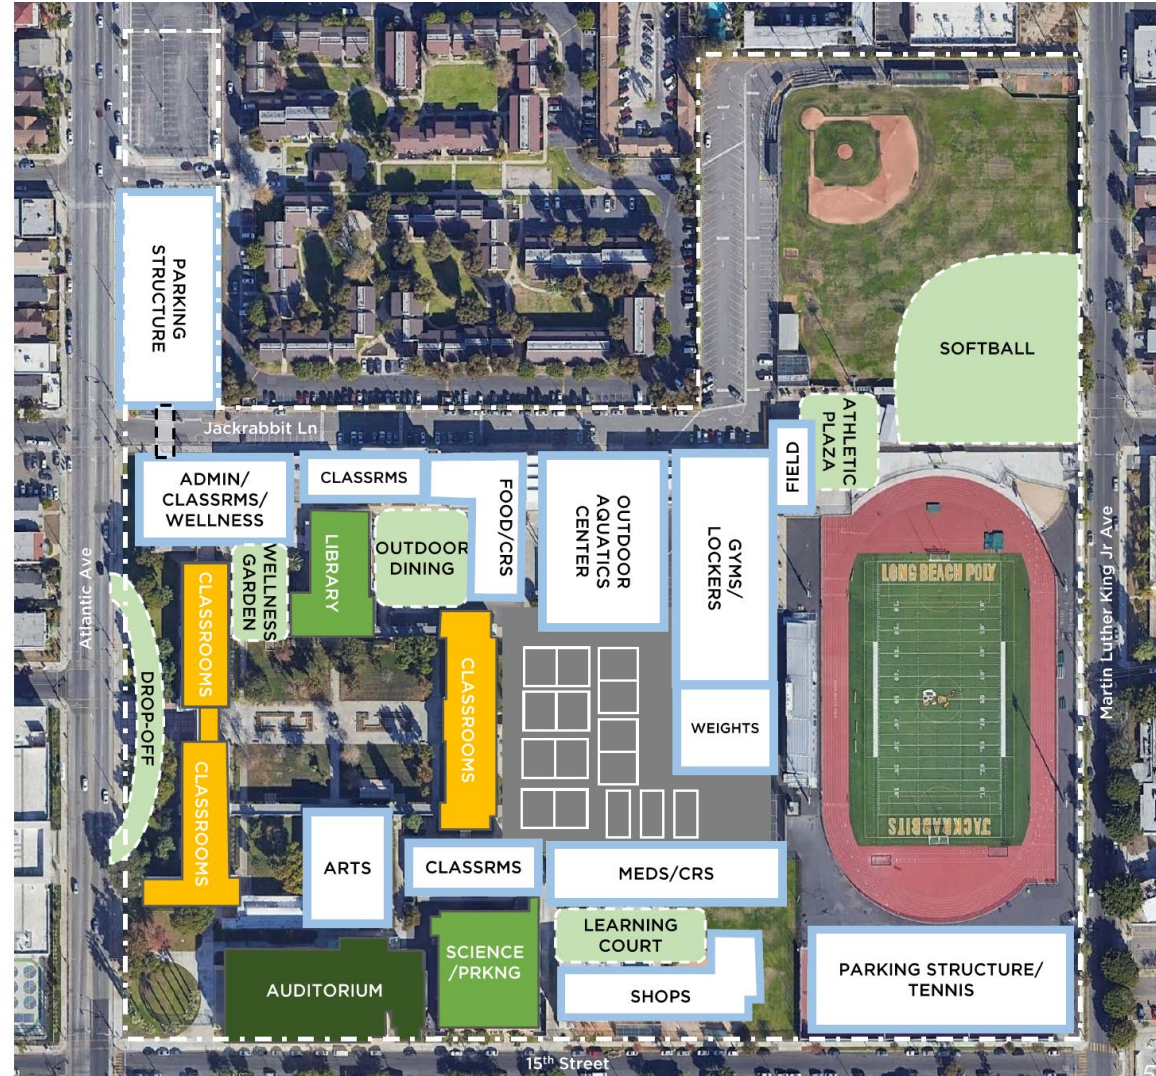 PARKING
STRUCTURE
SOFTBALL
Jackrabbit Ln
ATHLETIC
PLAZA
FIELD
ADMIN/
CLASSRMS/
WELLNESS
CLASSRMS
FOOD/CRS
OUTDOOR
AQUATICS
CENTER
GYMS/
LOCKERS
WELLNESS
GARDEN
LIBRARY
OUTDOOR
DINING
Atlantic Ave
Martin Luther King Jr Ave
CLASSROOMS
CLASSROOMS
CLASSROOMS
DROP-OFF
LONG BEACH POLY
WEIGHTS
JACKRABBITS
ARTS
CLASSRMS
MEDS/CRS
LEARNING
COURT
SCIENCE
/PRKNG
AUDITORIUM
SHOPS
PARKING STRUCTURE/
TENNIS
15th Street
5